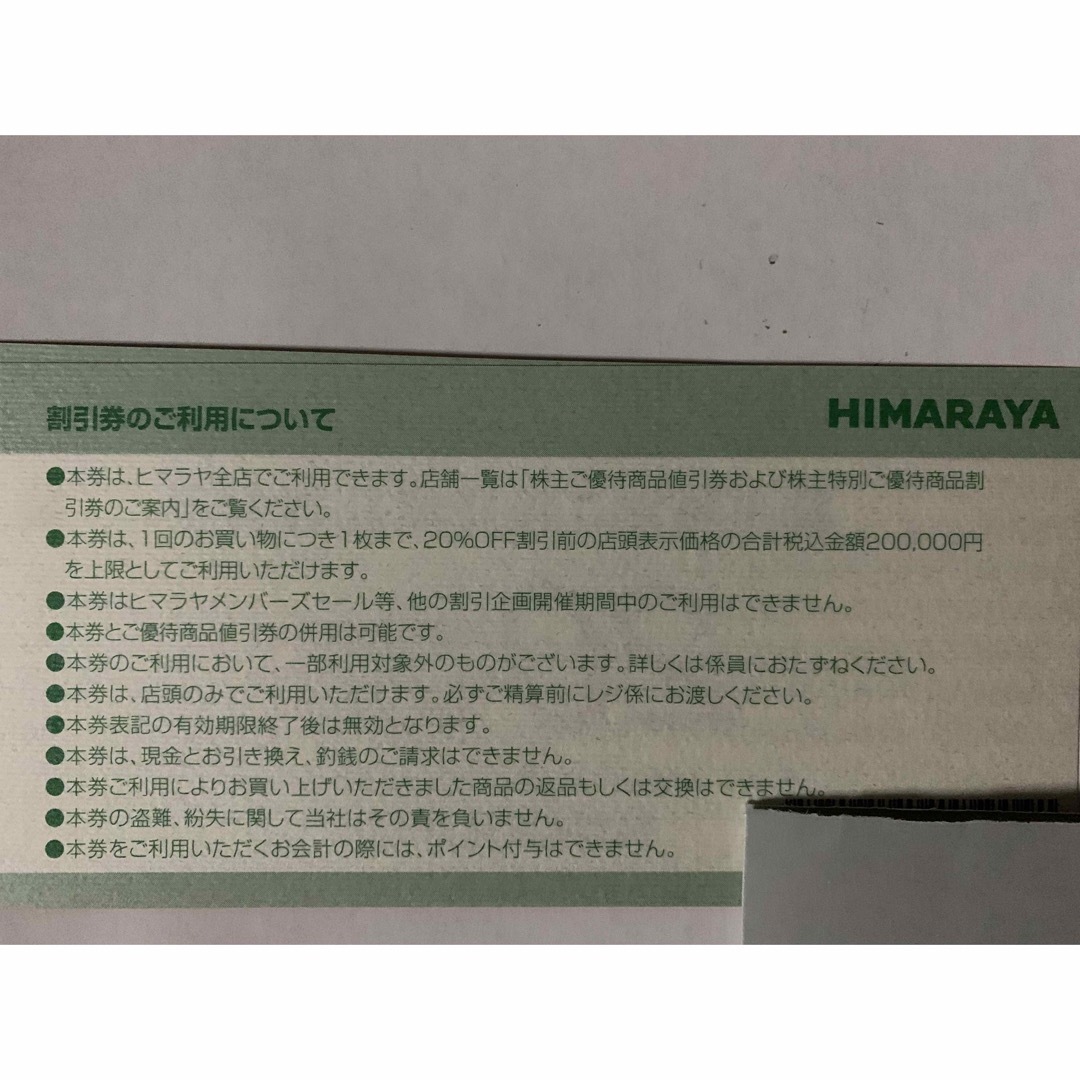 割引券のご利用について
HIMARAYA
●本券は、ヒマラヤ全店でご利用できます。店舗一覧は「株主ご優待商品値引券および株主特別ご優待商品割
引券のご案内」をご覧ください。
●本券は、1回のお買い物につき1枚まで、20%OFF割引前の店頭表示価格の合計税込金額200,000円
を上限としてご利用いただけます。
●本券はヒマラヤメンバーズセール等、他の割引企画開催期間中のご利用はできません。
●本券とご優待商品値引券の併用は可能です。
●本券のご利用において、一部利用対象外のものがございます。詳しくは係員におたずねください。
●本券は、店頭のみでご利用いただけます。必ずご精算前にレジ係にお渡しください。
●本券表記の有効期限終了後は無効となります。
●本券は、現金とお引き換え、釣銭のご請求はできません。
●本券ご利用によりお買い上げいただきました商品の返品もしくは交換はできません。
●本券の盗難、紛失に関して当社はその責を負いません。
●本券をご利用いただくお会計の際には、ポイント付与はできません。